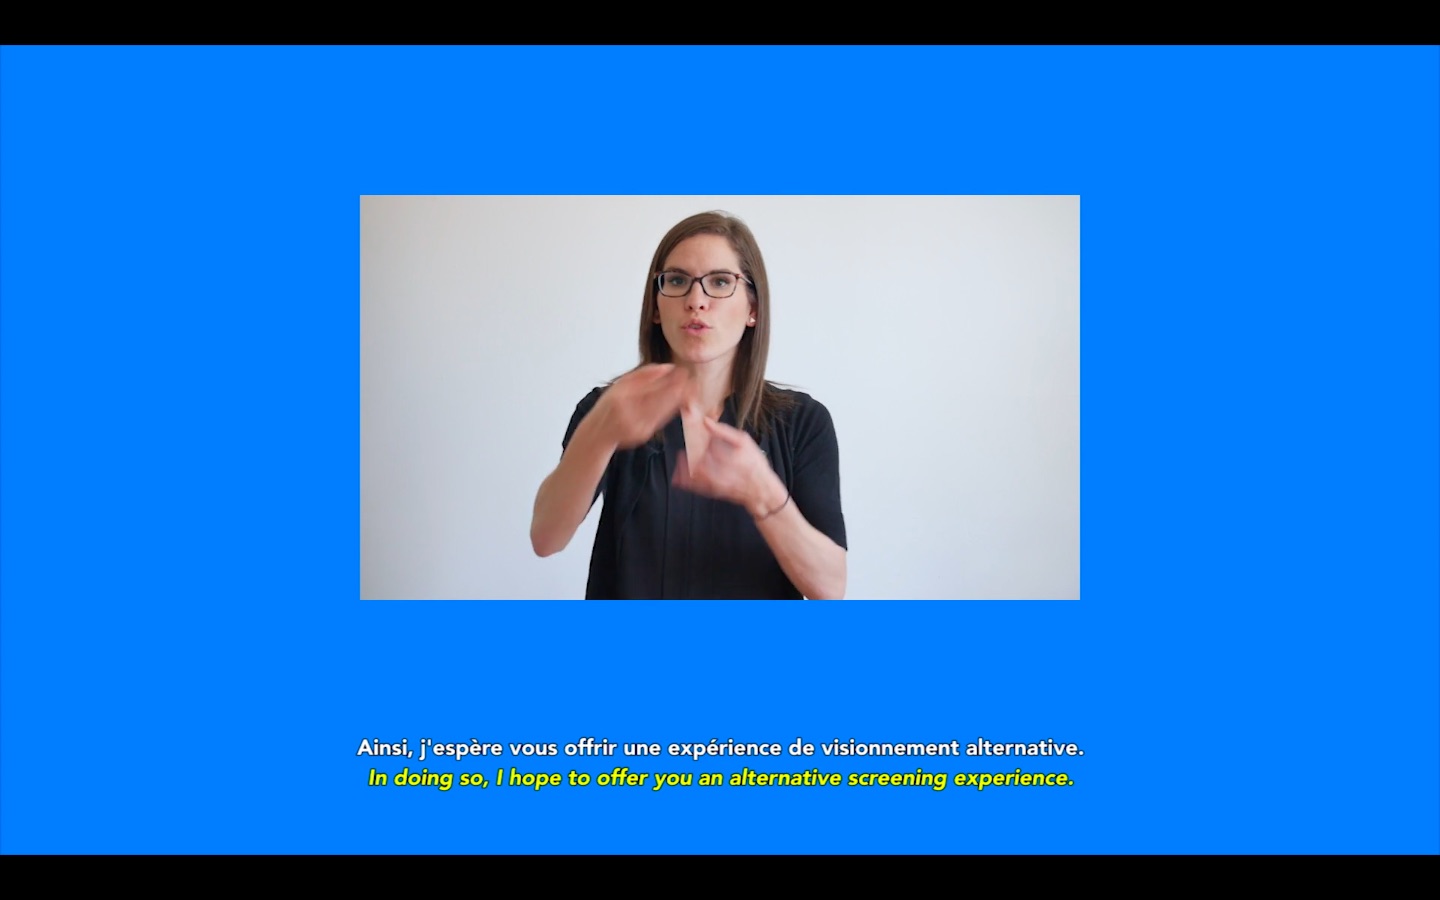 Ainsi, j'espère vous offrir une expérience de visionnement alternative.
In doing so, I hope to offer you an alternative screening experience.